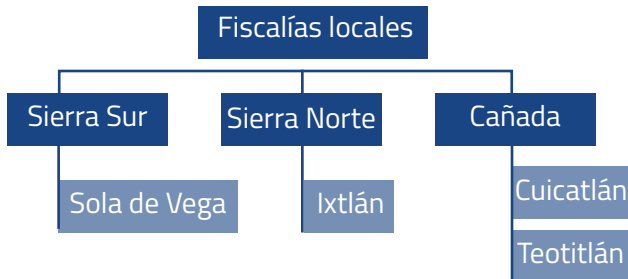 Fiscalías locales
Sierra Sur
Sierra Norte
Cañada
Sola de Vega
Ixtlán
Cuicatlán
Teotitlán